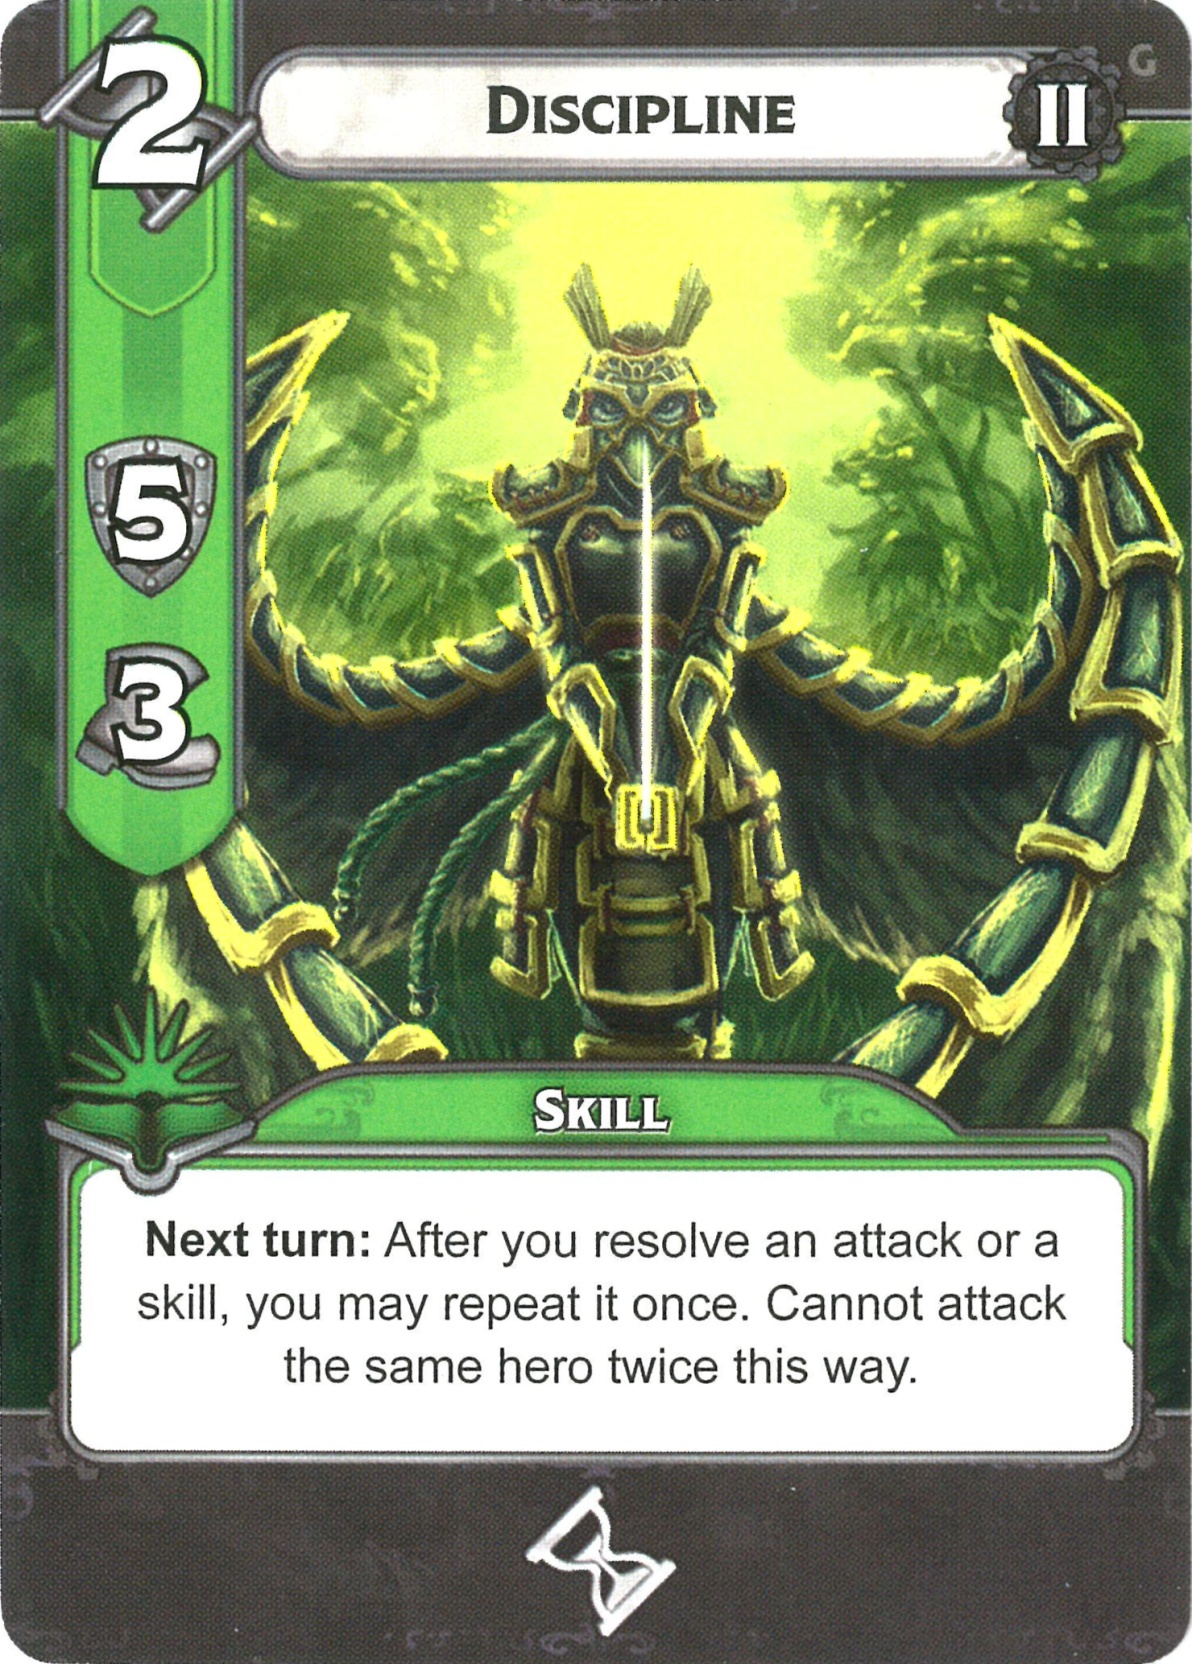 2
DISCIPLINE
II
G
5
3
SKILL
Next turn: After you resolve an attack or a
skill, you may repeat it once. Cannot attack
the same hero twice this way.